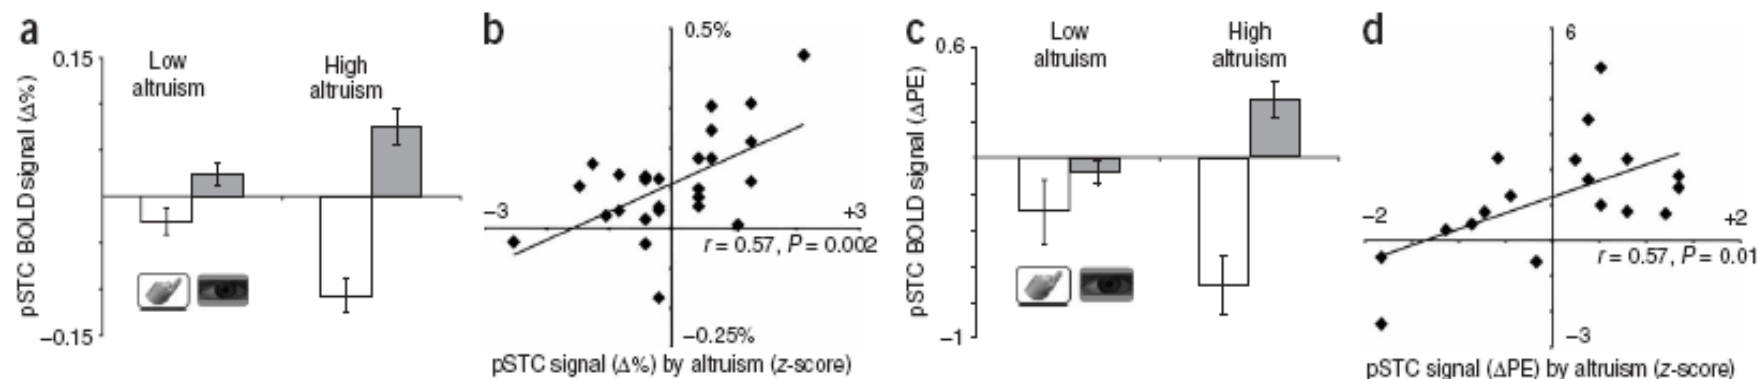 a
pSTC BOLD signal (Δ%)
0.15
–0.15
Low
altruism
High
altruism
b
0.5%
–3
+3
r = 0.57, P = 0.002
–0.25%
pSTC signal (Δ%) by altruism (z-score)
c
pSTC BOLD signal (ΔPE)
0.6
–1
Low
altruism
High
altruism
d
6
–2
+2
r = 0.57, P = 0.01
–3
pSTC signal (ΔPE) by altruism (z-score)